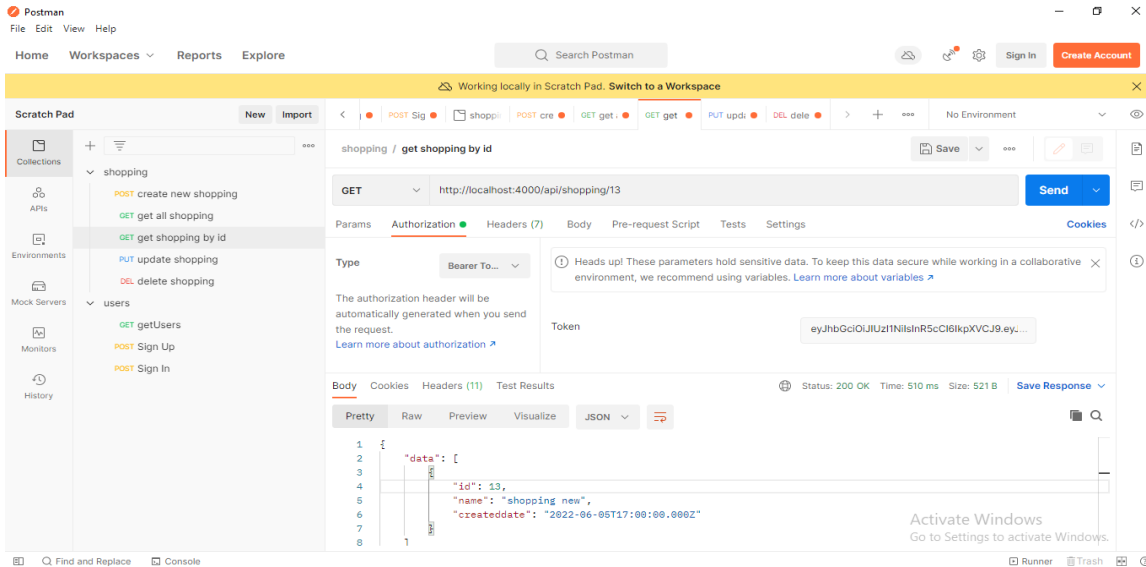 Postman
File Edit View Help
Home Workspaces Reports Explore Search Postman Sign In Create Account
Working locally in Scratch Pad. Switch to a Workspace
Scratch Pad New Import
POST Sig shoppi POST cre GET get GET get PUT upd DEL dele No Environment
Collections
APIs
Environments
Mock Servers
Monitors
History
shopping
POST create new shopping
GET get all shopping
GET get shopping by id
PUT update shopping
DEL delete shopping
users
GET getUsers
POST Sign Up
POST Sign In
shopping / get shopping by id Save
GET http://localhost:4000/api/shopping/13 Send
Params Authorization Headers (7) Body Pre-request Script Tests Settings Cookies
Type Bearer To...
The authorization header will be
automatically generated when you send
the request.
Learn more about authorization ↗
Heads up! These parameters hold sensitive data. To keep this data secure while working in a collaborative
environment, we recommend using variables. Learn more about variables ↗
Token
Body Cookies Headers (11) Test Results Status: 200 OK Time: 510 ms Size: 521 B Save Response
Pretty Raw Preview Visualize JSON
1 {
2 "data": [
3 {
4 "id": 13,
5 "name": "shopping new",
6 "createddate": "2022-06-05T17:00:00.000Z"
7 }
8 ]
Activate Windows
Go to Settings to activate Windows.
Find and Replace Console Runner Trash